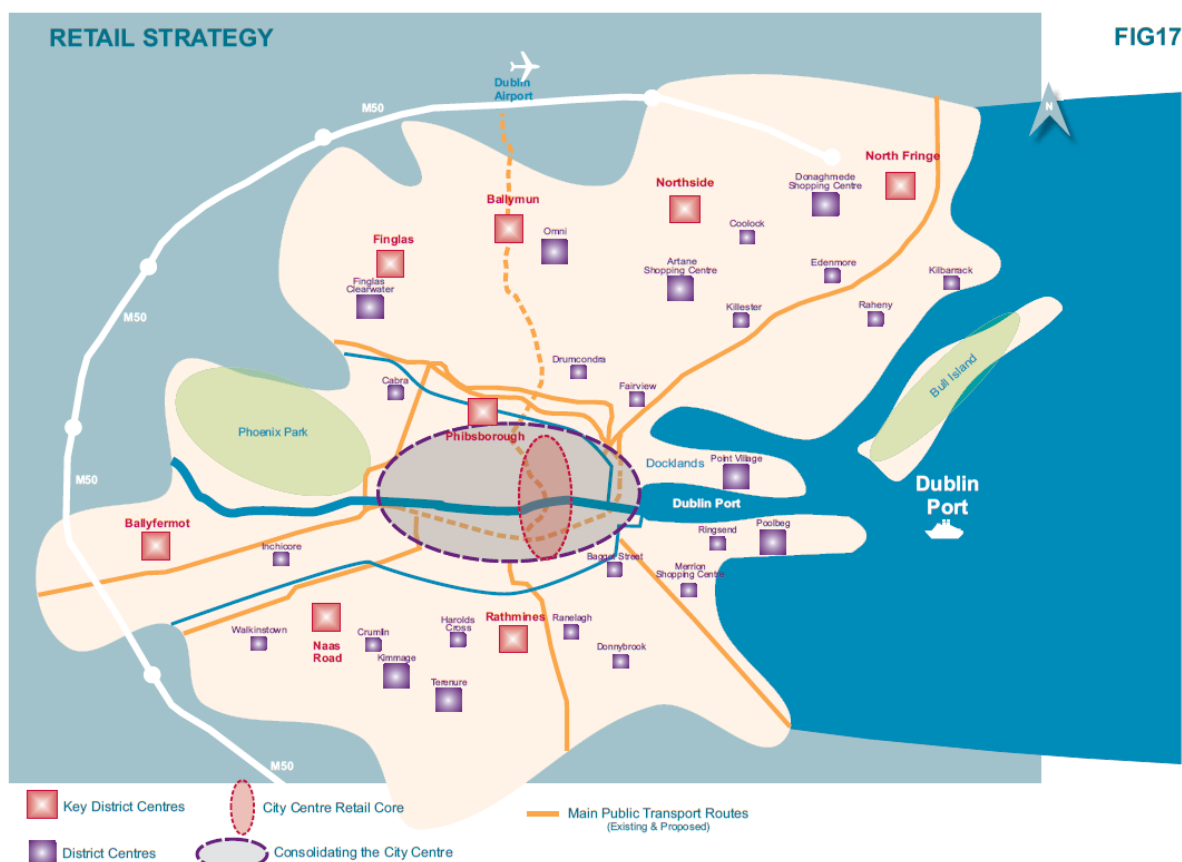 RETAIL STRATEGY
FIG17
Dublin
Airport
M50
N
North Fringe
Donaghmede
Shopping Centre
Northside
Ballymun
Coolock
Omni
Finglas
Artane
Shopping Centre
Edenmore
Kilbarrack
Finglas
Clearwater
Killester
Raheny
M50
Drumcondra
Bull Island
Cabra
Fairview
Phoenix Park
Phibsborough
Docklands
Point Village
M50
Dublin
Port
Dublin Port
Ballyfermot
Poolbeg
Ringsend
Inchicore
Baggot Street
Merrion
Shopping Centre
Harolds
Cross
Rathmines
Ranelagh
Walkinstown
Naas
Road
Crumlin
Kimmage
Donnybrook
Terenure
M50
Key District Centres
City Centre Retail Core
Main Public Transport Routes
(Existing & Proposed)
District Centres
Consolidating the City Centre